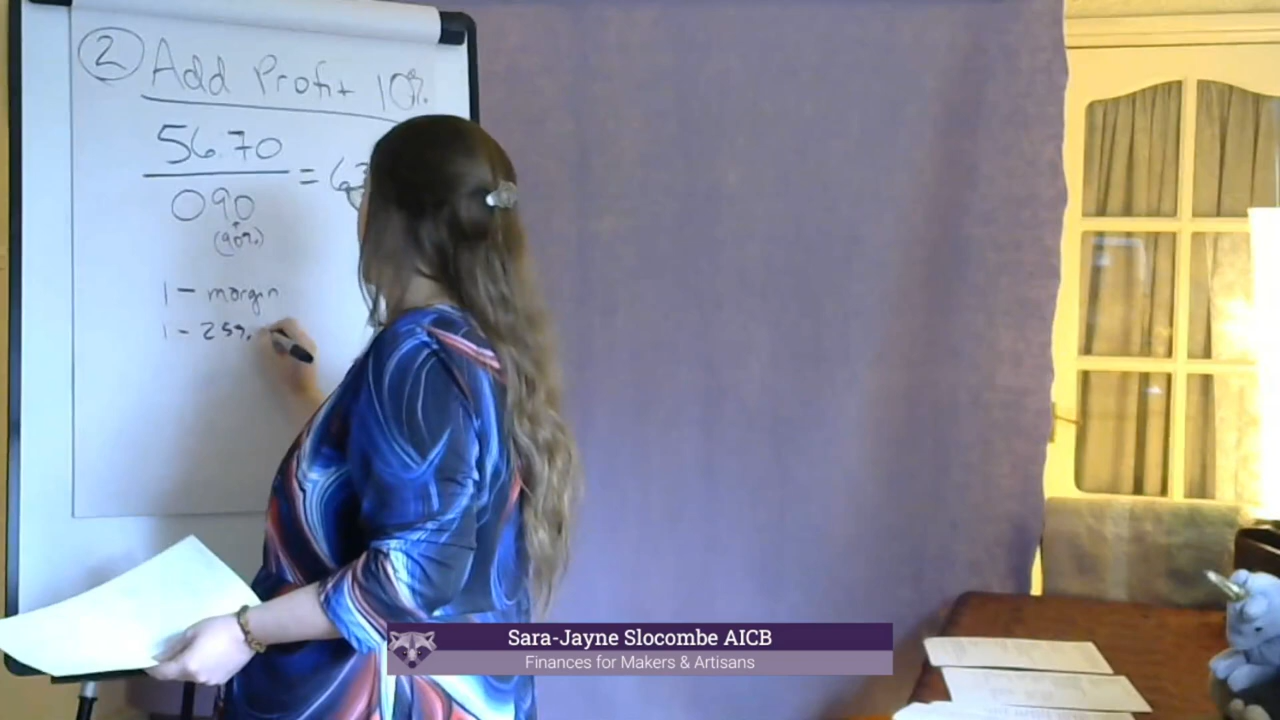 ② Add Profit 10%
56.70
= 63
0.90
(90%)
1 - margin
1 - 25%
Sara-Jayne Slocombe AICB
Finances for Makers & Artisans